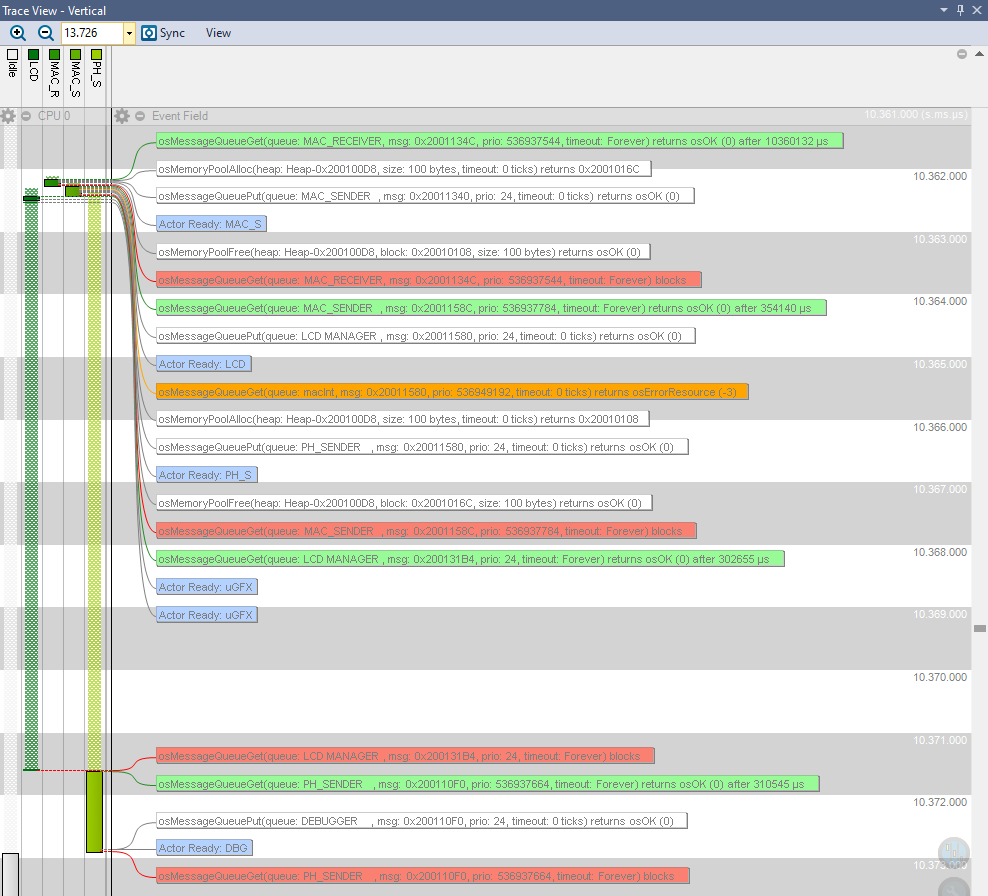 Trace View - Vertical
13.726 Sync View
Idle
LCD
MAC_R
MAC_S
PH_S
CPU 0
Event Field
10.361.000 (s.ms.µs)
osMessageQueueGet(queue: MAC_RECEIVER, msg: 0x2001134C, prio: 536937544, timeout: Forever) returns osOK (0) after 10360132 µs
osMemoryPoolAlloc(heap: Heap-0x200100D8, size: 100 bytes, timeout: 0 ticks) returns 0x2001016C
10.362.000
osMessageQueuePut(queue: MAC_SENDER , msg: 0x20011340, prio: 24, timeout: 0 ticks) returns osOK (0)
Actor Ready: MAC_S
10.363.000
osMemoryPoolFree(heap: Heap-0x200100D8, block: 0x20010108, size: 100 bytes) returns osOK (0)
osMessageQueueGet(queue: MAC_RECEIVER, msg: 0x2001134C, prio: 536937544, timeout: Forever) blocks
10.364.000
osMessageQueueGet(queue: MAC_SENDER , msg: 0x2001158C, prio: 536937784, timeout: Forever) returns osOK (0) after 354140 µs
osMessageQueuePut(queue: LCD MANAGER , msg: 0x20011580, prio: 24, timeout: 0 ticks) returns osOK (0)
Actor Ready: LCD
10.365.000
osMessageQueueGet(queue: macInt, msg: 0x20011580, prio: 536949192, timeout: 0 ticks) returns osErrorResource (-3)
osMemoryPoolAlloc(heap: Heap-0x200100D8, size: 100 bytes, timeout: 0 ticks) returns 0x20010108
10.366.000
osMessageQueuePut(queue: PH_SENDER , msg: 0x20011580, prio: 24, timeout: 0 ticks) returns osOK (0)
Actor Ready: PH_S
10.367.000
osMemoryPoolFree(heap: Heap-0x200100D8, block: 0x2001016C, size: 100 bytes) returns osOK (0)
osMessageQueueGet(queue: MAC_SENDER , msg: 0x2001158C, prio: 536937784, timeout: Forever) blocks
10.368.000
osMessageQueueGet(queue: LCD MANAGER , msg: 0x200131B4, prio: 24, timeout: Forever) returns osOK (0) after 302655 µs
Actor Ready: uGFX
Actor Ready: uGFX
10.369.000
10.370.000
10.371.000
osMessageQueueGet(queue: LCD MANAGER , msg: 0x200131B4, prio: 24, timeout: Forever) blocks
osMessageQueueGet(queue: PH_SENDER , msg: 0x200110F0, prio: 536937664, timeout: Forever) returns osOK (0) after 310545 µs
10.372.000
osMessageQueuePut(queue: DEBUGGER , msg: 0x200110F0, prio: 24, timeout: 0 ticks) returns osOK (0)
Actor Ready: DBG
10.373.000
osMessageQueueGet(queue: PH_SENDER , msg: 0x200110F0, prio: 536937664, timeout: Forever) blocks